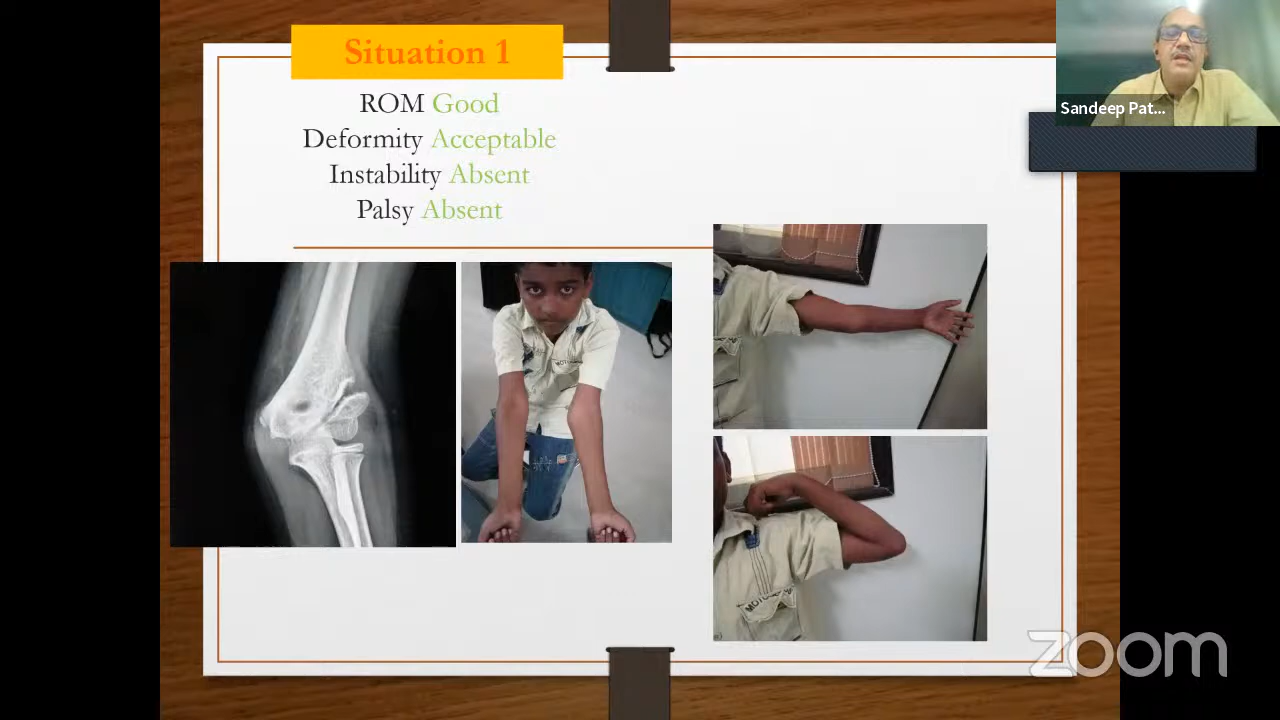 Situation 1
ROM Good
Deformity Acceptable
Instability Absent
Palsy Absent
Sandeep Pat...
zoom